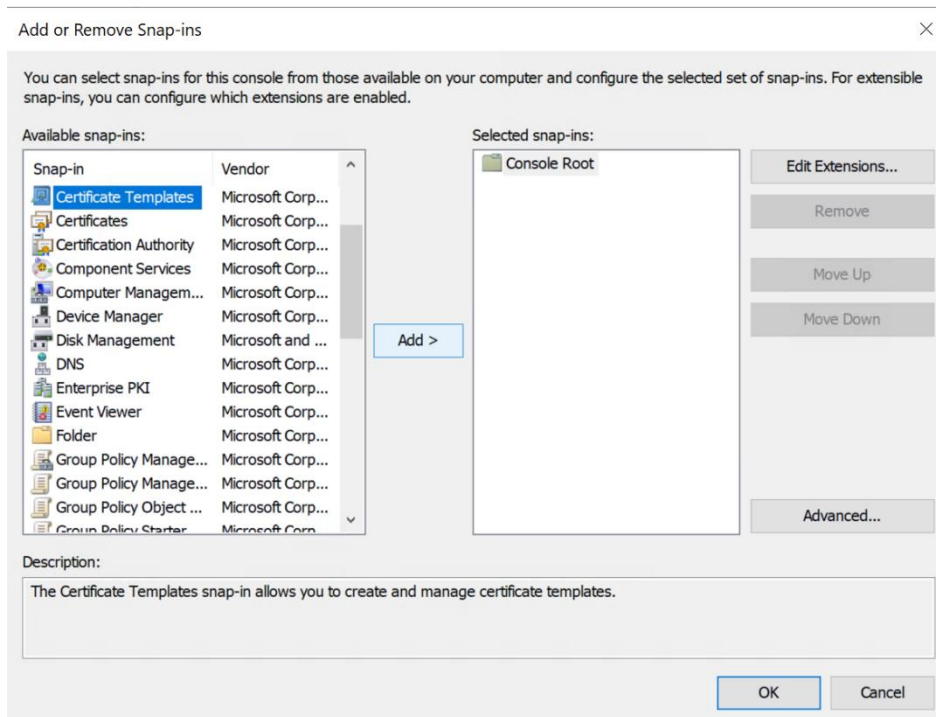 Add or Remove Snap-ins
You can select snap-ins for this console from those available on your computer and configure the selected set of snap-ins. For extensible
snap-ins, you can configure which extensions are enabled.
Available snap-ins:
Snap-in Vendor
Certificate Templates Microsoft Corp...
Certificates Microsoft Corp...
Certification Authority Microsoft Corp...
Component Services Microsoft Corp...
Computer Managem... Microsoft Corp...
Device Manager Microsoft Corp...
Disk Management Microsoft and ...
DNS Microsoft Corp...
Enterprise PKI Microsoft Corp...
Event Viewer Microsoft Corp...
Folder Microsoft Corp...
Group Policy Manage... Microsoft Corp...
Group Policy Manage... Microsoft Corp...
Group Policy Object ... Microsoft Corp...
Group Policy Starter Microsoft Corp
Add >
Selected snap-ins:
Console Root
Edit Extensions...
Remove
Move Up
Move Down
Advanced...
Description:
The Certificate Templates snap-in allows you to create and manage certificate templates.
OK
Cancel